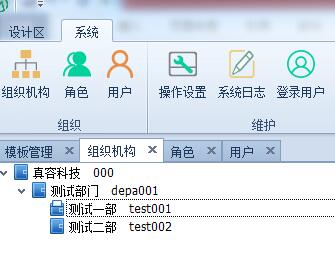 设计区 系统
组织机构 角色 用户 操作设置 系统日志 登录用户
组织 维护
模板管理 组织机构 角色 用户
真容科技 000
测试部门 depa001
测试一部 test001
测试二部 test002